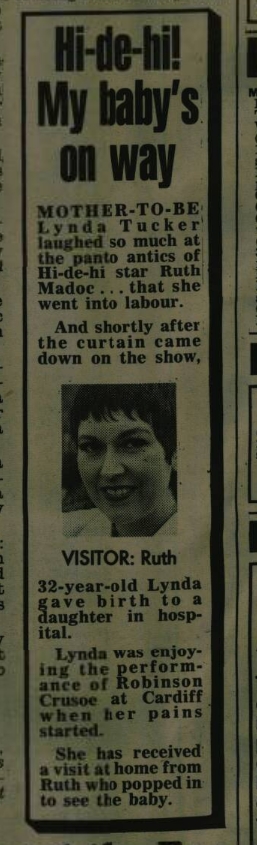 Hi-de-hi!
My baby's
on way
MOTHER-TO-BE
Lynda Tucker
laughed so much at
the panto antics of
Hi-de-hi star Ruth
Madoc . . . that she
went into labour.
And shortly after
the curtain came
down on the show,
VISITOR: Ruth
32-year-old Lynda
gave birth to a
daughter in hosp-
ital.
Lynda was enjoy-
ing the perform-
ance of Robinson
Crusoe at Cardiff
when her pains
started.
She has received
a visit at home from
Ruth who popped in
to see the baby.